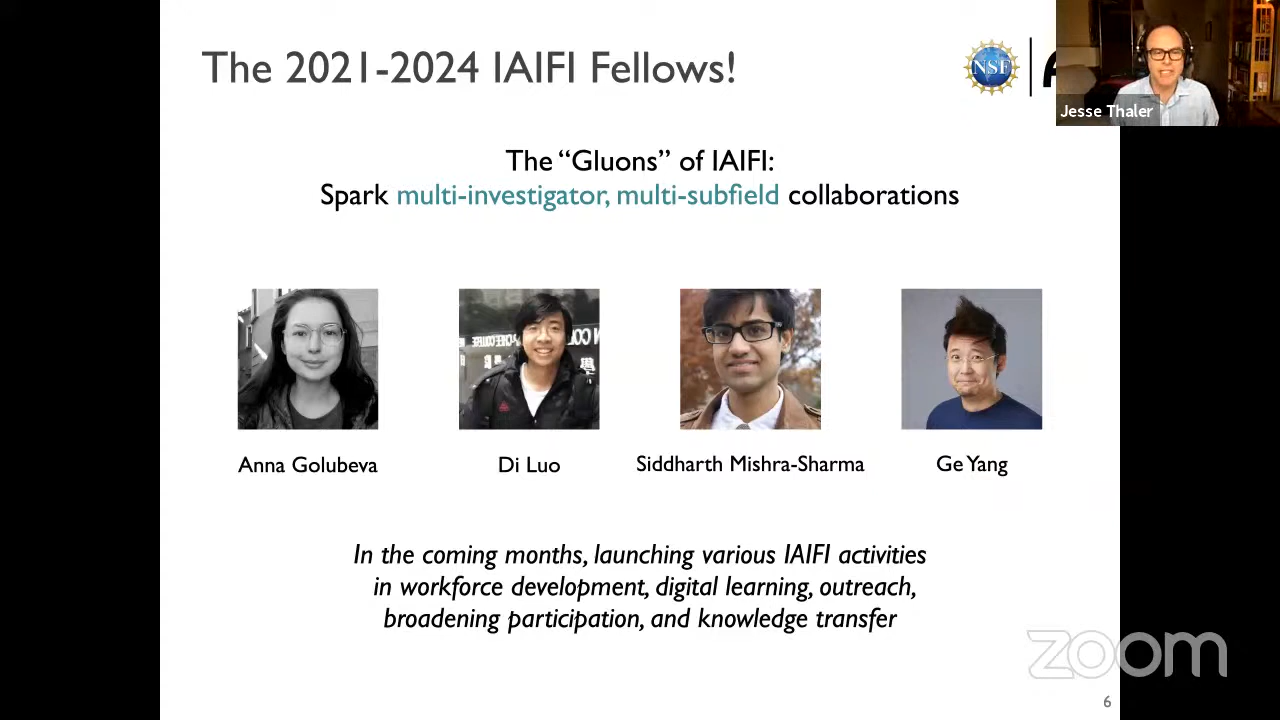 The 2021-2024 IAIFI Fellows!
NSF
Jesse Thaler
The “Gluons” of IAIFI:
Spark multi-investigator, multi-subfield collaborations
Anna Golubeva
Di Luo
Siddharth Mishra-Sharma
Ge Yang
In the coming months, launching various IAIFI activities
in workforce development, digital learning, outreach,
broadening participation, and knowledge transfer
zoom
6